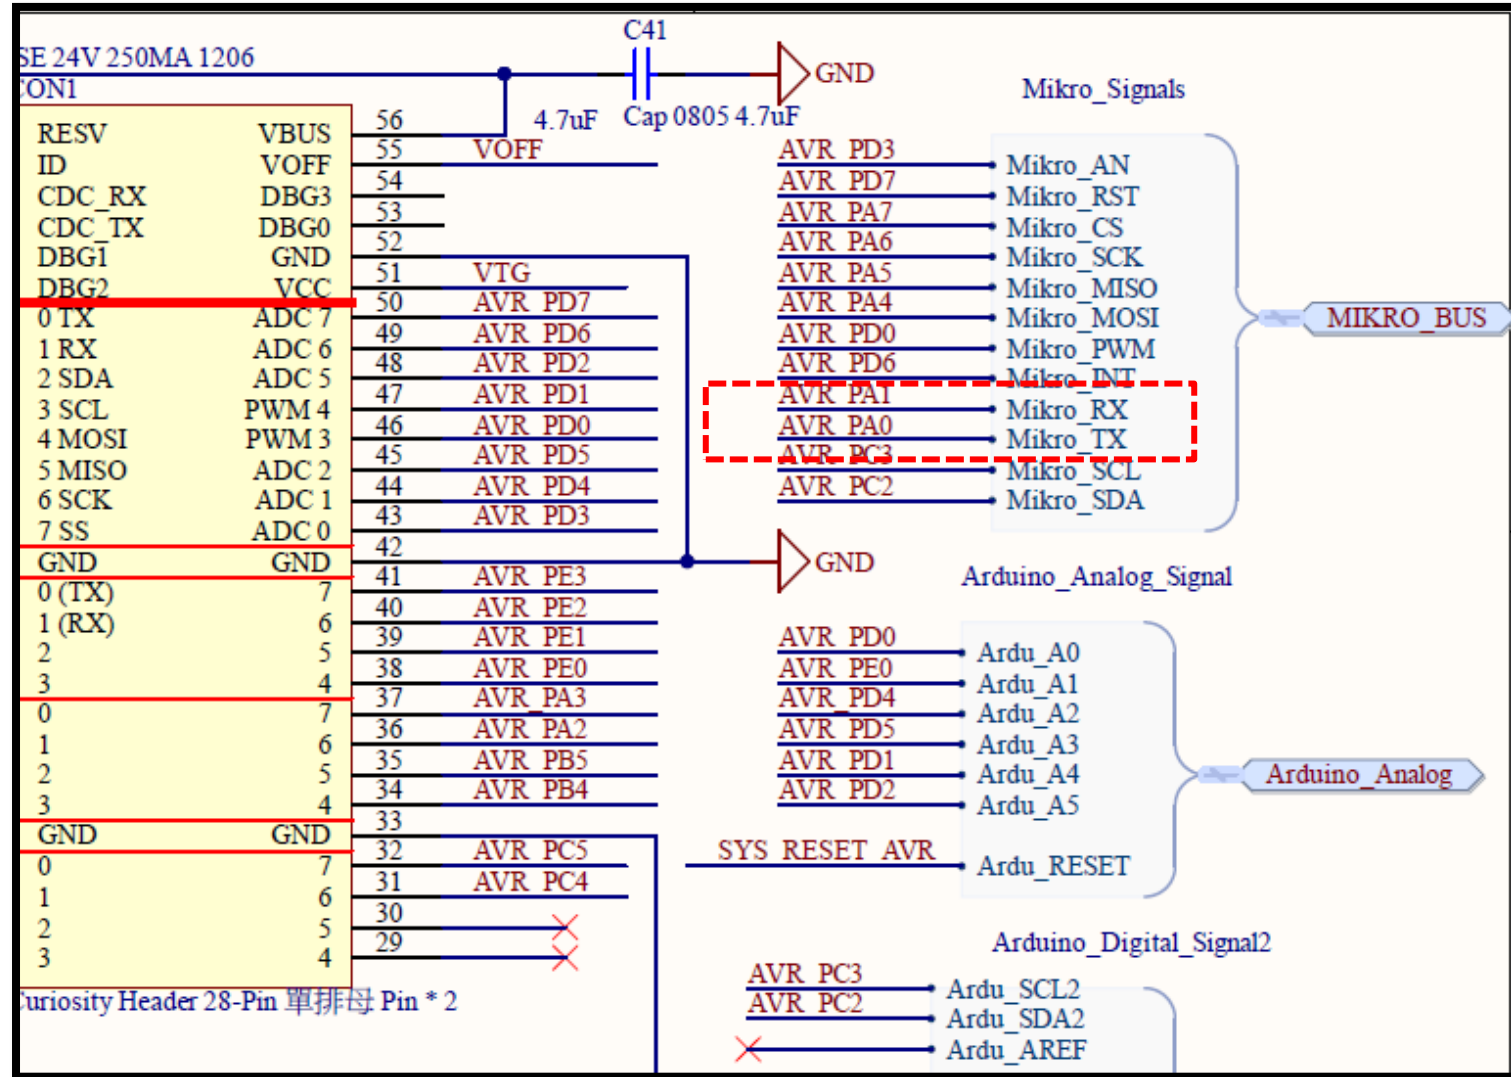 SE 24V 250MA 1206
CON1
C41
4.7uF
Cap 0805 4.7uF
GND
RESV VBUS 56
ID VOFF 55 VOFF
CDC_RX DBG3 54
CDC_TX DBG0 53
DBG1 GND 52
DBG2 VCC 51 VTG
0 TX ADC 7 50 AVR_PD7
1 RX ADC 6 49 AVR_PD6
2 SDA ADC 5 48 AVR_PD2
3 SCL PWM 4 47 AVR_PD1
4 MOSI PWM 3 46 AVR_PD0
5 MISO ADC 2 45 AVR_PD5
6 SCK ADC 1 44 AVR_PD4
7 SS ADC 0 43 AVR_PD3
GND GND 42
GND
0 (TX) 7 41 AVR_PE3
1 (RX) 6 40 AVR_PE2
2 5 39 AVR_PE1
3 4 38 AVR_PE0
0 7 37 AVR_PA3
1 6 36 AVR_PA2
2 5 35 AVR_PB5
3 4 34 AVR_PB4
GND GND 33
0 7 32 AVR_PC5
1 6 31 AVR_PC4
2 5 30
3 4 29
Curiosity Header 28-Pin 單排母 Pin * 2
Mikro_Signals
AVR_PD3 Mikro_AN
AVR_PD7 Mikro_RST
AVR_PA7 Mikro_CS
AVR_PA6 Mikro_SCK
AVR_PA5 Mikro_MISO
AVR_PA4 Mikro_MOSI
AVR_PD0 Mikro_PWM
AVR_PD6 Mikro_INT
AVR_PA1 Mikro_RX
AVR_PA0 Mikro_TX
AVR_PC3 Mikro_SCL
AVR_PC2 Mikro_SDA
MIKRO_BUS
Arduino_Analog_Signal
AVR_PD0 Ardu_A0
AVR_PE0 Ardu_A1
AVR_PD4 Ardu_A2
AVR_PD5 Ardu_A3
AVR_PD1 Ardu_A4
AVR_PD2 Ardu_A5
SYS_RESET_AVR Ardu_RESET
Arduino_Analog
Arduino_Digital_Signal2
AVR_PC3 Ardu_SCL2
AVR_PC2 Ardu_SDA2
Ardu_AREF